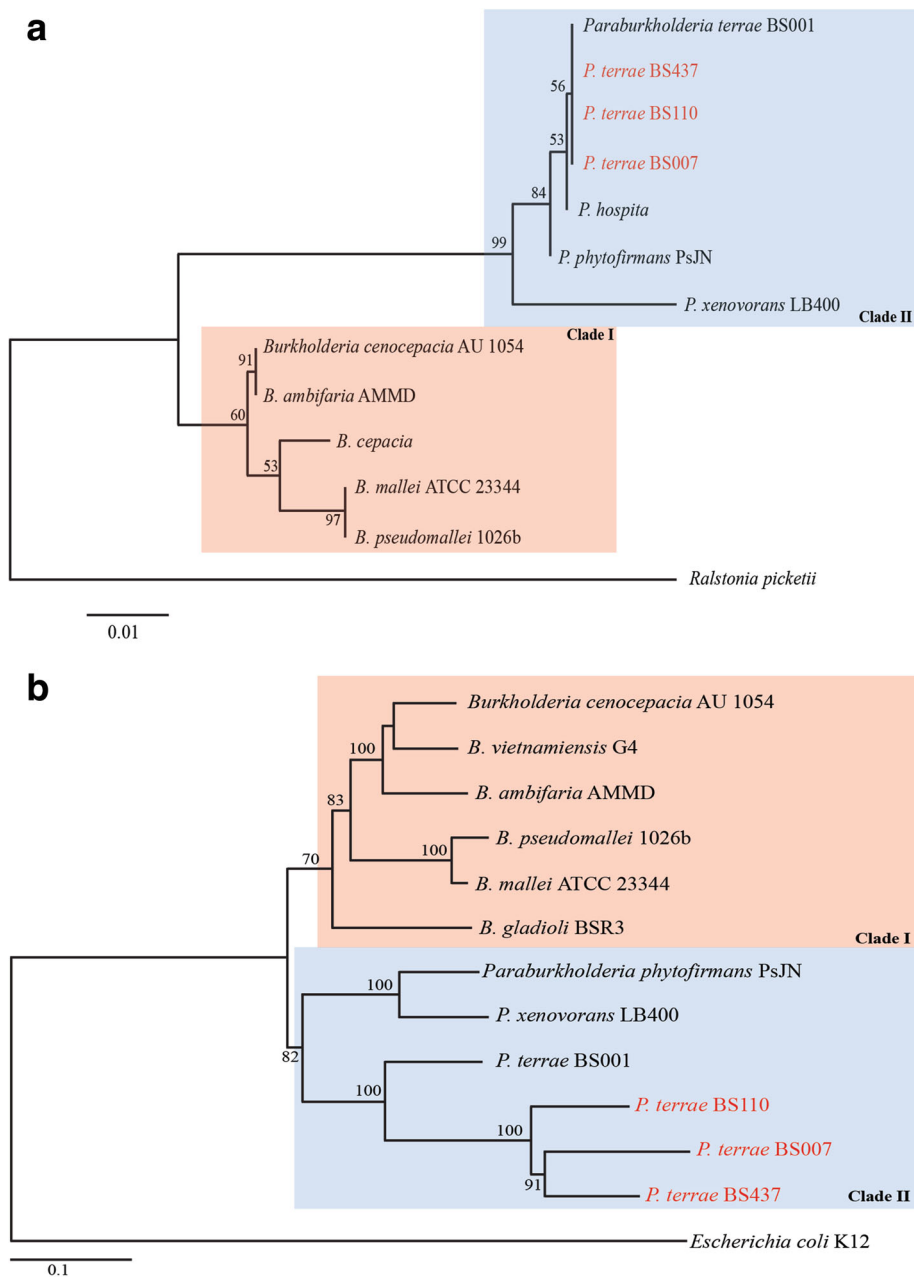 a
Paraburkholderia terrae BS001
P. terrae BS437
56
P. terrae BS110
53
P. terrae BS007
84
P. hospita
99
P. phytofirmans PsJN
P. xenovorans LB400
Clade II
Clade I
Burkholderia cenocepacia AU 1054
91
B. ambifaria AMMD
60
B. cepacia
53
B. mallei ATCC 23344
97
B. pseudomallei 1026b
Ralstonia picketii
0.01
b
Burkholderia cenocepacia AU 1054
100
B. vietnamiensis G4
83
B. ambifaria AMMD
B. pseudomallei 1026b
100
70
B. mallei ATCC 23344
B. gladioli BSR3
Clade I
Paraburkholderia phytofirmans PsJN
100
P. xenovorans LB400
82
P. terrae BS001
100
P. terrae BS110
100
P. terrae BS007
91
P. terrae BS437
Clade II
Escherichia coli K12
0.1